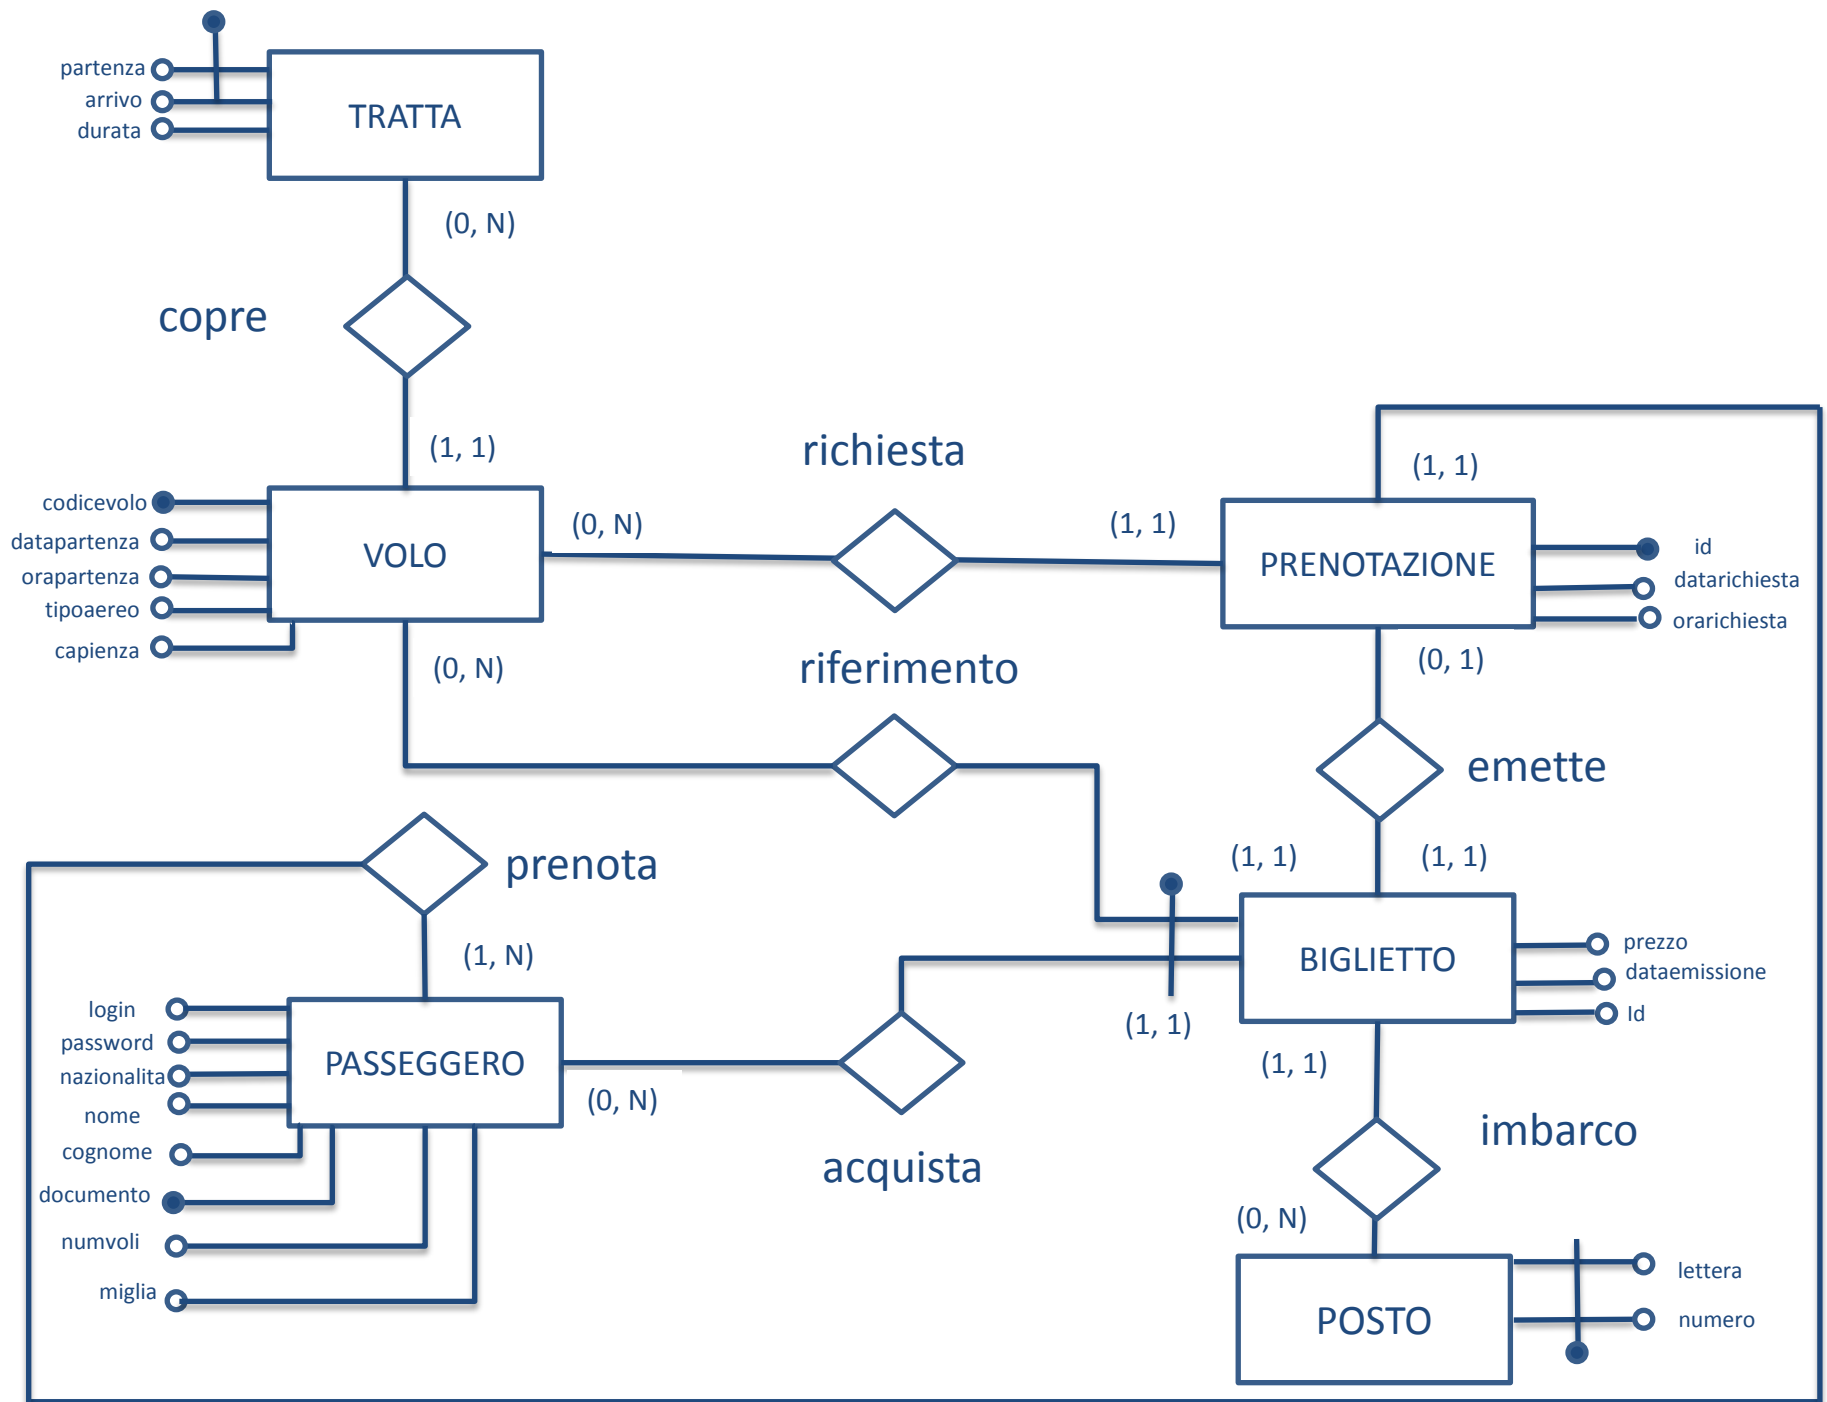 partenza
arrivo
durata
TRATTA
(0, N)
copre
(1, 1)
richiesta
codicevolo
datapartenza
orapartenza
tipoaereo
capienza
VOLO
(0, N)
(1, 1)
(1, 1)
PRENOTAZIONE
id
datarichiesta
orarichiesta
(0, N)
riferimento
(0, 1)
emette
prenota
(1, 1)
(1, 1)
(1, N)
BIGLIETTO
prezzo
dataemissione
Id
login
password
nazionalita
nome
cognome
documento
numvoli
miglia
PASSEGGERO
(0, N)
(1, 1)
(1, 1)
acquista
imbarco
(0, N)
POSTO
lettera
numero